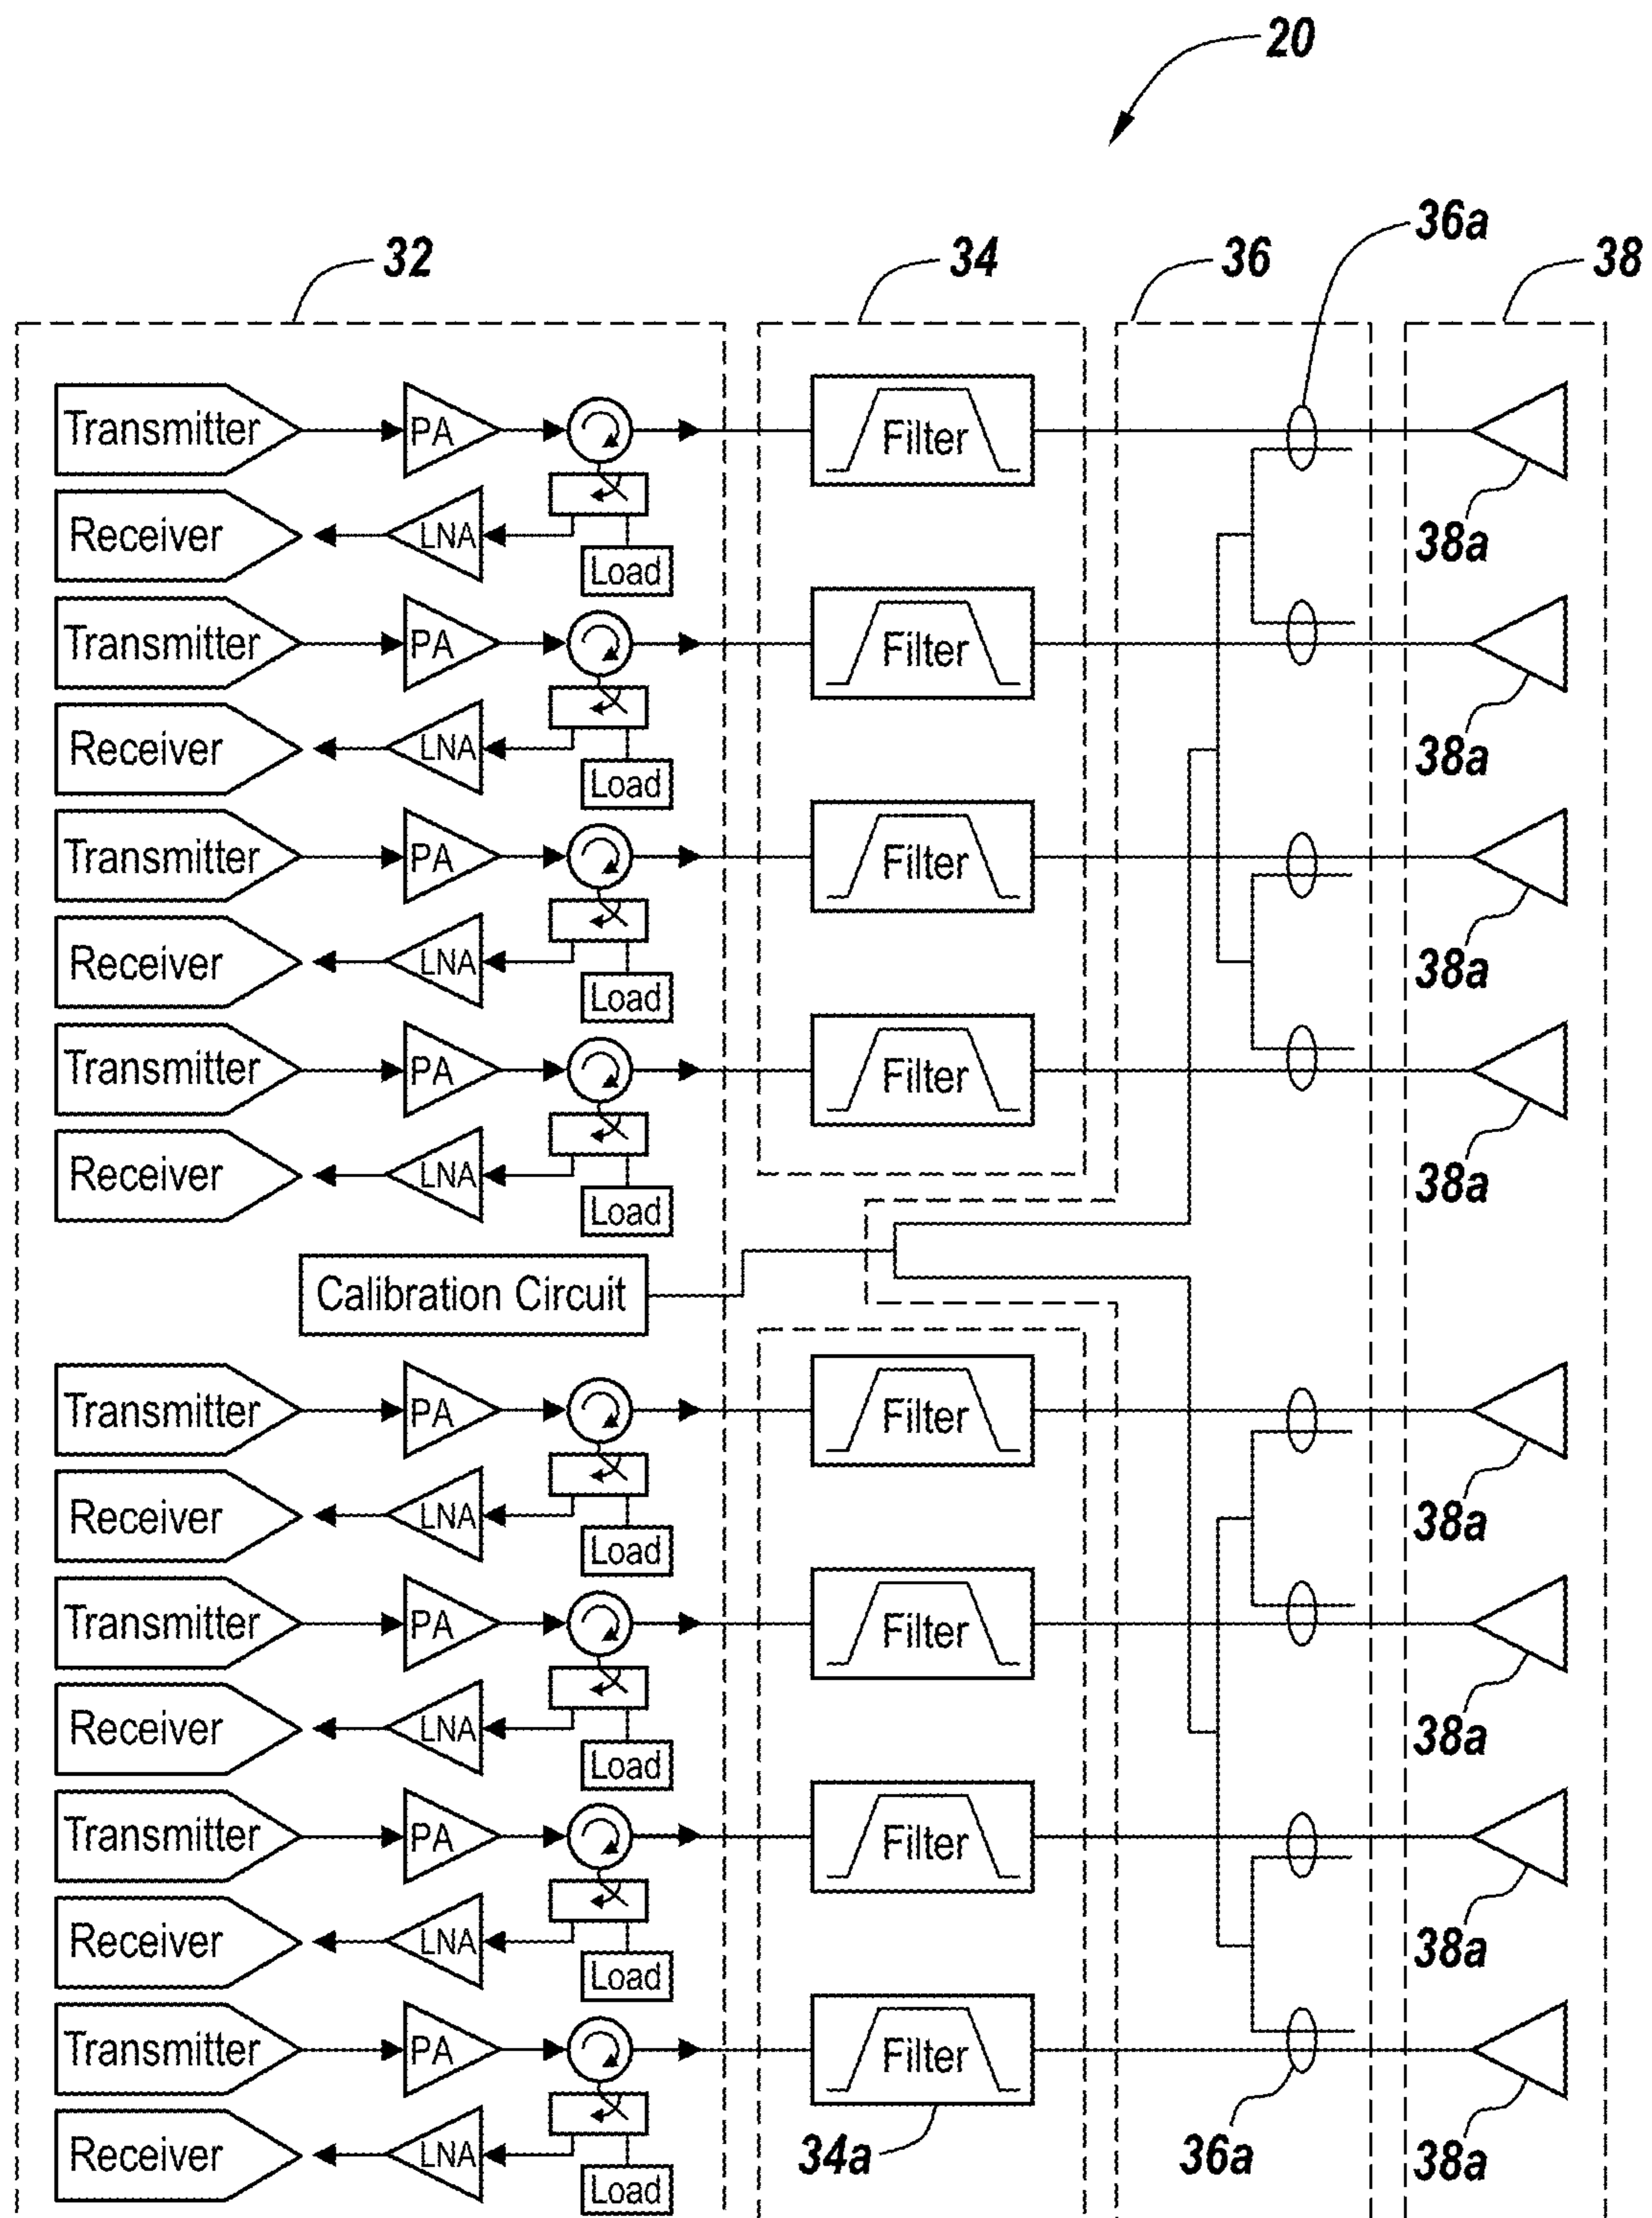 20
36a
32 34 36 38
Transmitter PA Filter
38a
Receiver LNA
Load
Transmitter PA Filter
38a
Receiver LNA
Load
Transmitter PA Filter
38a
Receiver LNA
Load
Transmitter PA Filter
38a
Receiver LNA
Load
Calibration Circuit
Transmitter PA Filter
38a
Receiver LNA
Load
Transmitter PA Filter
38a
Receiver LNA
Load
Transmitter PA Filter
38a
Receiver LNA
Load
Transmitter PA Filter
34a 36a 38a
Receiver LNA
Load